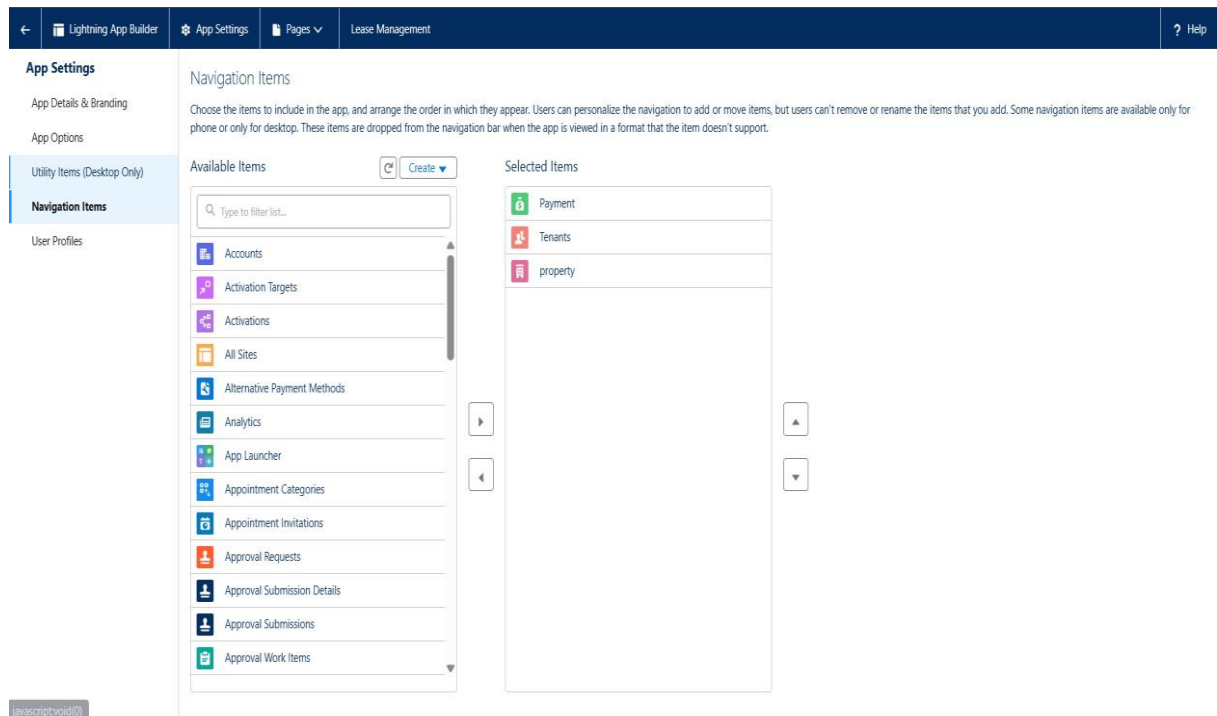 Lightning App Builder
App Settings
Pages
Lease Management
? Help
App Settings
App Details & Branding
App Options
Utility Items (Desktop Only)
Navigation Items
User Profiles
Navigation Items
Choose the items to include in the app, and arrange the order in which they appear. Users can personalize the navigation to add or move items, but users can't remove or rename the items that you add. Some navigation items are available only for
phone or only for desktop. These items are dropped from the navigation bar when the app is viewed in a format that the item doesn't support.
Available Items
Create
Type to filter list...
Accounts
Activation Targets
Activations
All Sites
Alternative Payment Methods
Analytics
App Launcher
Appointment Categories
Appointment Invitations
Approval Requests
Approval Submission Details
Approval Submissions
Approval Work Items
Selected Items
Payment
Tenants
property
javascript:void(0)